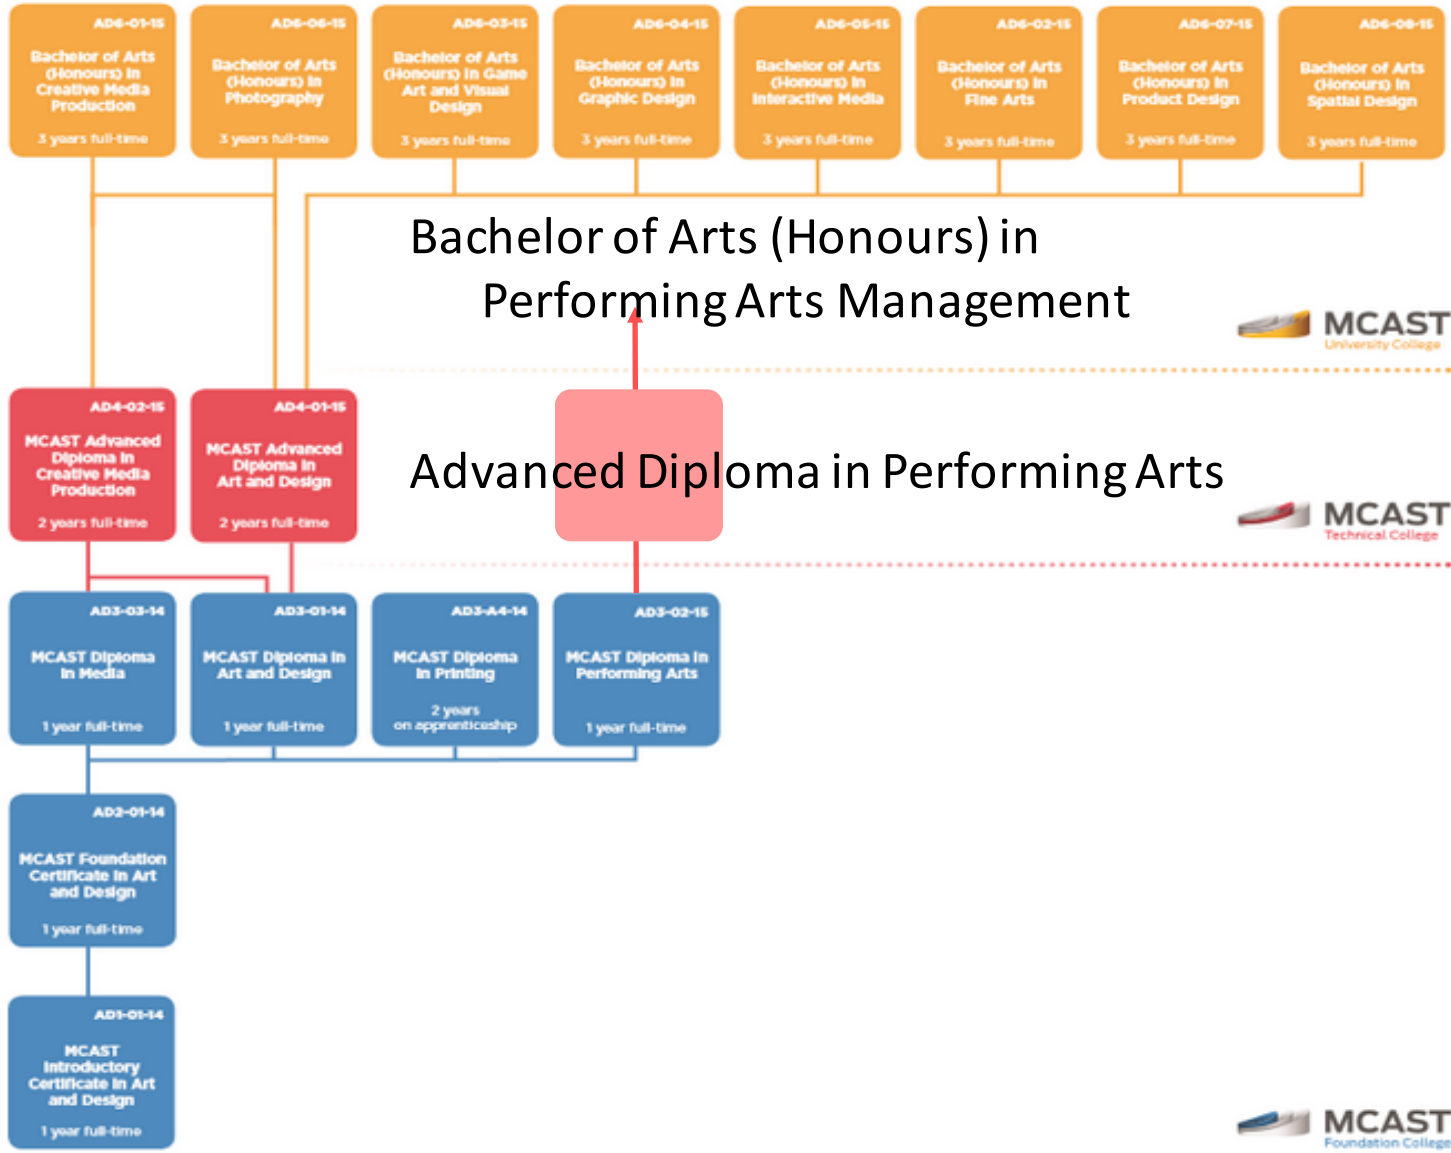 AD6-01-15
Bachelor of Arts
(Honours) in
Creative Media
Production
3 years full-time
AD6-06-15
Bachelor of Arts
(Honours) in
Photography
3 years full-time
AD6-03-15
Bachelor of Arts
(Honours) in Game
Art and Visual
Design
3 years full-time
AD6-04-15
Bachelor of Arts
(Honours) in
Graphic Design
3 years full-time
AD6-05-15
Bachelor of Arts
(Honours) in
Interactive Media
3 years full-time
AD6-02-15
Bachelor of Arts
(Honours) in
Fine Arts
3 years full-time
AD6-07-15
Bachelor of Arts
(Honours) in
Product Design
3 years full-time
AD6-08-15
Bachelor of Arts
(Honours) in
Spatial Design
3 years full-time
Bachelor of Arts (Honours) in
Performing Arts Management
MCAST
University College
AD4-02-15
MCAST Advanced
Diploma in
Creative Media
Production
2 years full-time
AD4-01-15
MCAST Advanced
Diploma in
Art and Design
2 years full-time
Advanced Diploma in Performing Arts
MCAST
Technical College
AD3-03-14
MCAST Diploma
in Media
1 year full-time
AD3-01-14
MCAST Diploma in
Art and Design
1 year full-time
AD3-A4-14
MCAST Diploma
in Printing
2 years
on apprenticeship
AD3-02-15
MCAST Diploma in
Performing Arts
1 year full-time
AD2-01-14
MCAST Foundation
Certificate in Art
and Design
1 year full-time
AD1-01-14
MCAST
Introductory
Certificate in Art
and Design
1 year full-time
MCAST
Foundation College